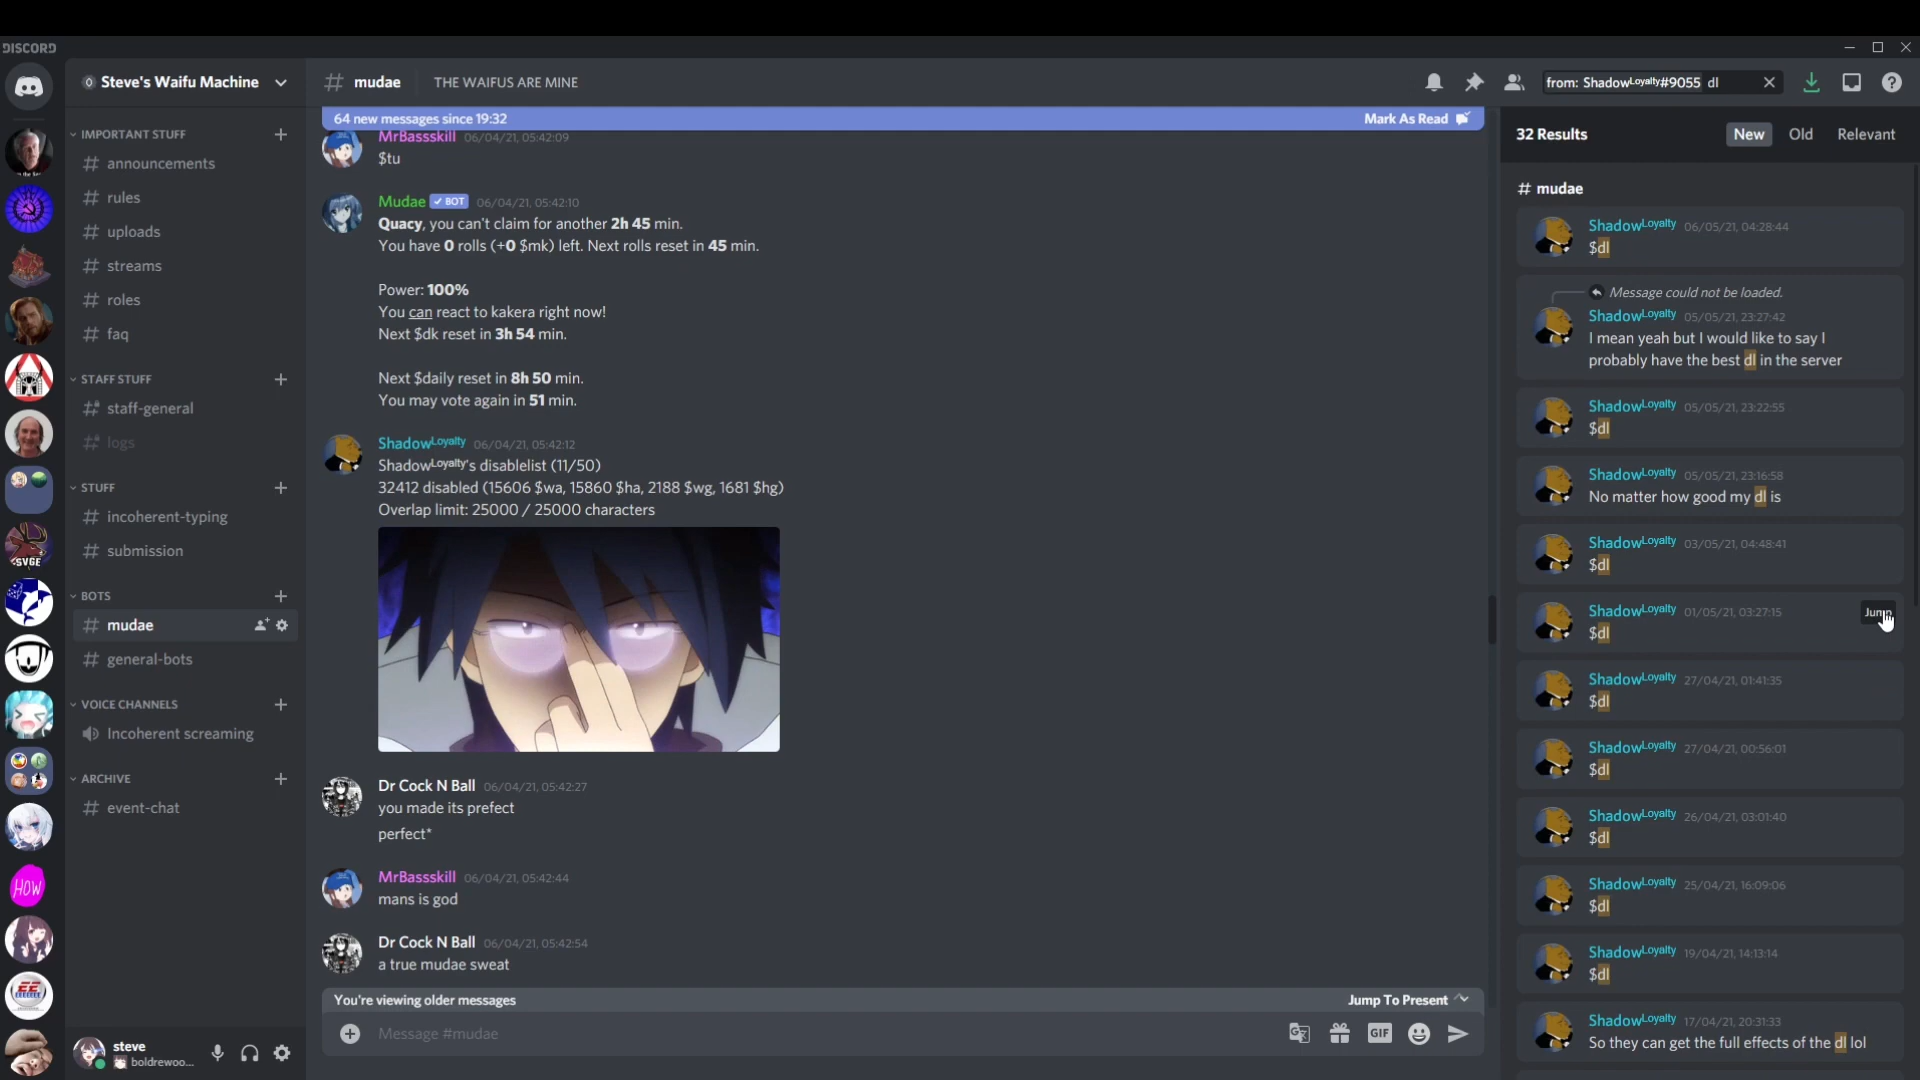 DISCORD
Steve's Waifu Machine
IMPORTANT STUFF
announcements
rules
uploads
streams
roles
faq
STAFF STUFF
staff-general
logs
STUFF
incoherent-typing
submission
BOTS
mudae
general-bots
VOICE CHANNELS
Incoherent screaming
ARCHIVE
event-chat
SVGE
HOW
EE
steve
boldrewoo...
# mudae
THE WAIFUS ARE MINE
64 new messages since 19:32
Mark As Read
MrBassskill 06/04/21, 05:42:09
$tu
Mudae ✓ BOT 06/04/21, 05:42:10
Quacy, you can't claim for another 2h 45 min.
You have 0 rolls (+0 $mk) left. Next rolls reset in 45 min.
Power: 100%
You can react to kakera right now!
Next $dk reset in 3h 54 min.
Next $daily reset in 8h 50 min.
You may vote again in 51 min.
ShadowLoyalty 06/04/21, 05:42:12
ShadowLoyalty's disablelist (11/50)
32412 disabled (15606 $wa, 15860 $ha, 2188 $wg, 1681 $hg)
Overlap limit: 25000 / 25000 characters
Dr Cock N Ball 06/04/21, 05:42:27
you made its prefect
perfect*
MrBassskill 06/04/21, 05:42:44
mans is god
Dr Cock N Ball 06/04/21, 05:42:54
a true mudae sweat
You're viewing older messages
Jump To Present
Message #mudae
GIF
from: ShadowLoyalty#9055 dl
32 Results
New
Old
Relevant
# mudae
ShadowLoyalty 06/05/21, 04:28:44
$dl
Message could not be loaded.
ShadowLoyalty 05/05/21, 23:27:42
I mean yeah but I would like to say I
probably have the best dl in the server
ShadowLoyalty 05/05/21, 23:22:55
$dl
ShadowLoyalty 05/05/21, 23:16:58
No matter how good my dl is
ShadowLoyalty 03/05/21, 04:48:41
$dl
ShadowLoyalty 01/05/21, 03:27:15
Jump
$dl
ShadowLoyalty 27/04/21, 01:41:35
$dl
ShadowLoyalty 27/04/21, 00:56:01
$dl
ShadowLoyalty 26/04/21, 03:01:40
$dl
ShadowLoyalty 25/04/21, 16:09:06
$dl
ShadowLoyalty 19/04/21, 14:13:14
$dl
ShadowLoyalty 17/04/21, 20:31:33
So they can get the full effects of the dl lol